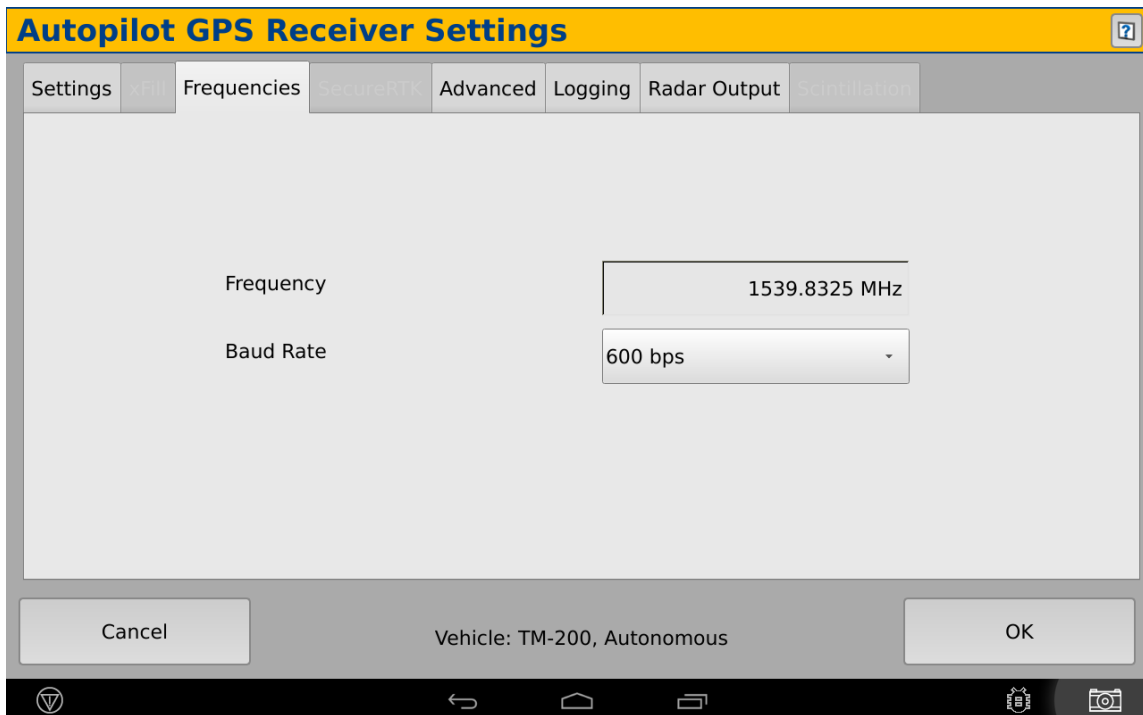 Autopilot GPS Receiver Settings
Settings xFill Frequencies SecureRTK Advanced Logging Radar Output Scintillation
Frequency 1539.8325 MHz
Baud Rate 600 bps
Cancel Vehicle: TM-200, Autonomous OK